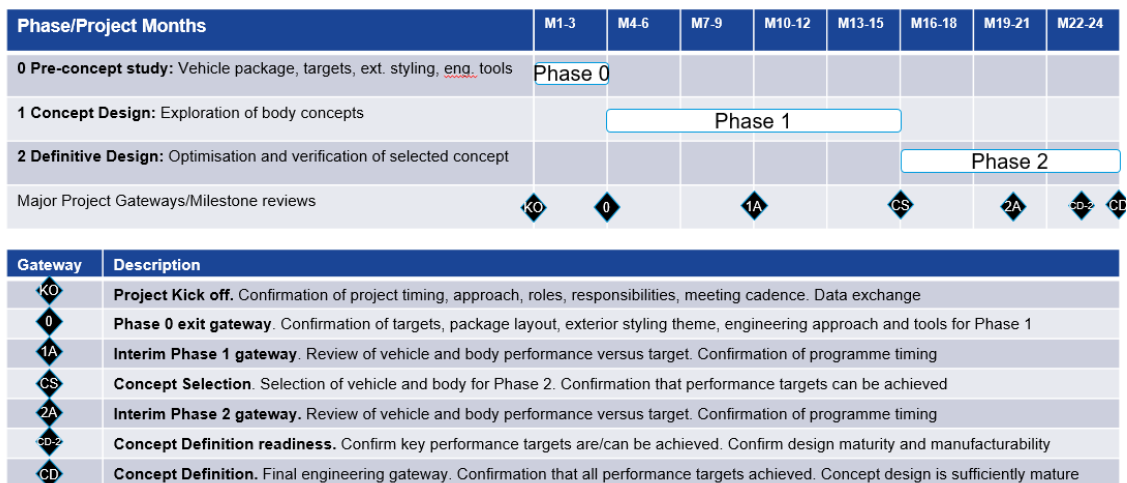 Phase/Project Months M1-3 M4-6 M7-9 M10-12 M13-15 M16-18 M19-21 M22-24
0 Pre-concept study: Vehicle package, targets, ext. styling, eng. tools Phase 0
1 Concept Design: Exploration of body concepts Phase 1
2 Definitive Design: Optimisation and verification of selected concept Phase 2
Major Project Gateways/Milestone reviews KO 0 1A CS 2A CD-2 CD
Gateway Description
KO Project Kick off. Confirmation of project timing, approach, roles, responsibilities, meeting cadence. Data exchange
0 Phase 0 exit gateway. Confirmation of targets, package layout, exterior styling theme, engineering approach and tools for Phase 1
1A Interim Phase 1 gateway. Review of vehicle and body performance versus target. Confirmation of programme timing
CS Concept Selection. Selection of vehicle and body for Phase 2. Confirmation that performance targets can be achieved
2A Interim Phase 2 gateway. Review of vehicle and body performance versus target. Confirmation of programme timing
CD-2 Concept Definition readiness. Confirm key performance targets are/can be achieved. Confirm design maturity and manufacturability
CD Concept Definition. Final engineering gateway. Confirmation that all performance targets achieved. Concept design is sufficiently mature